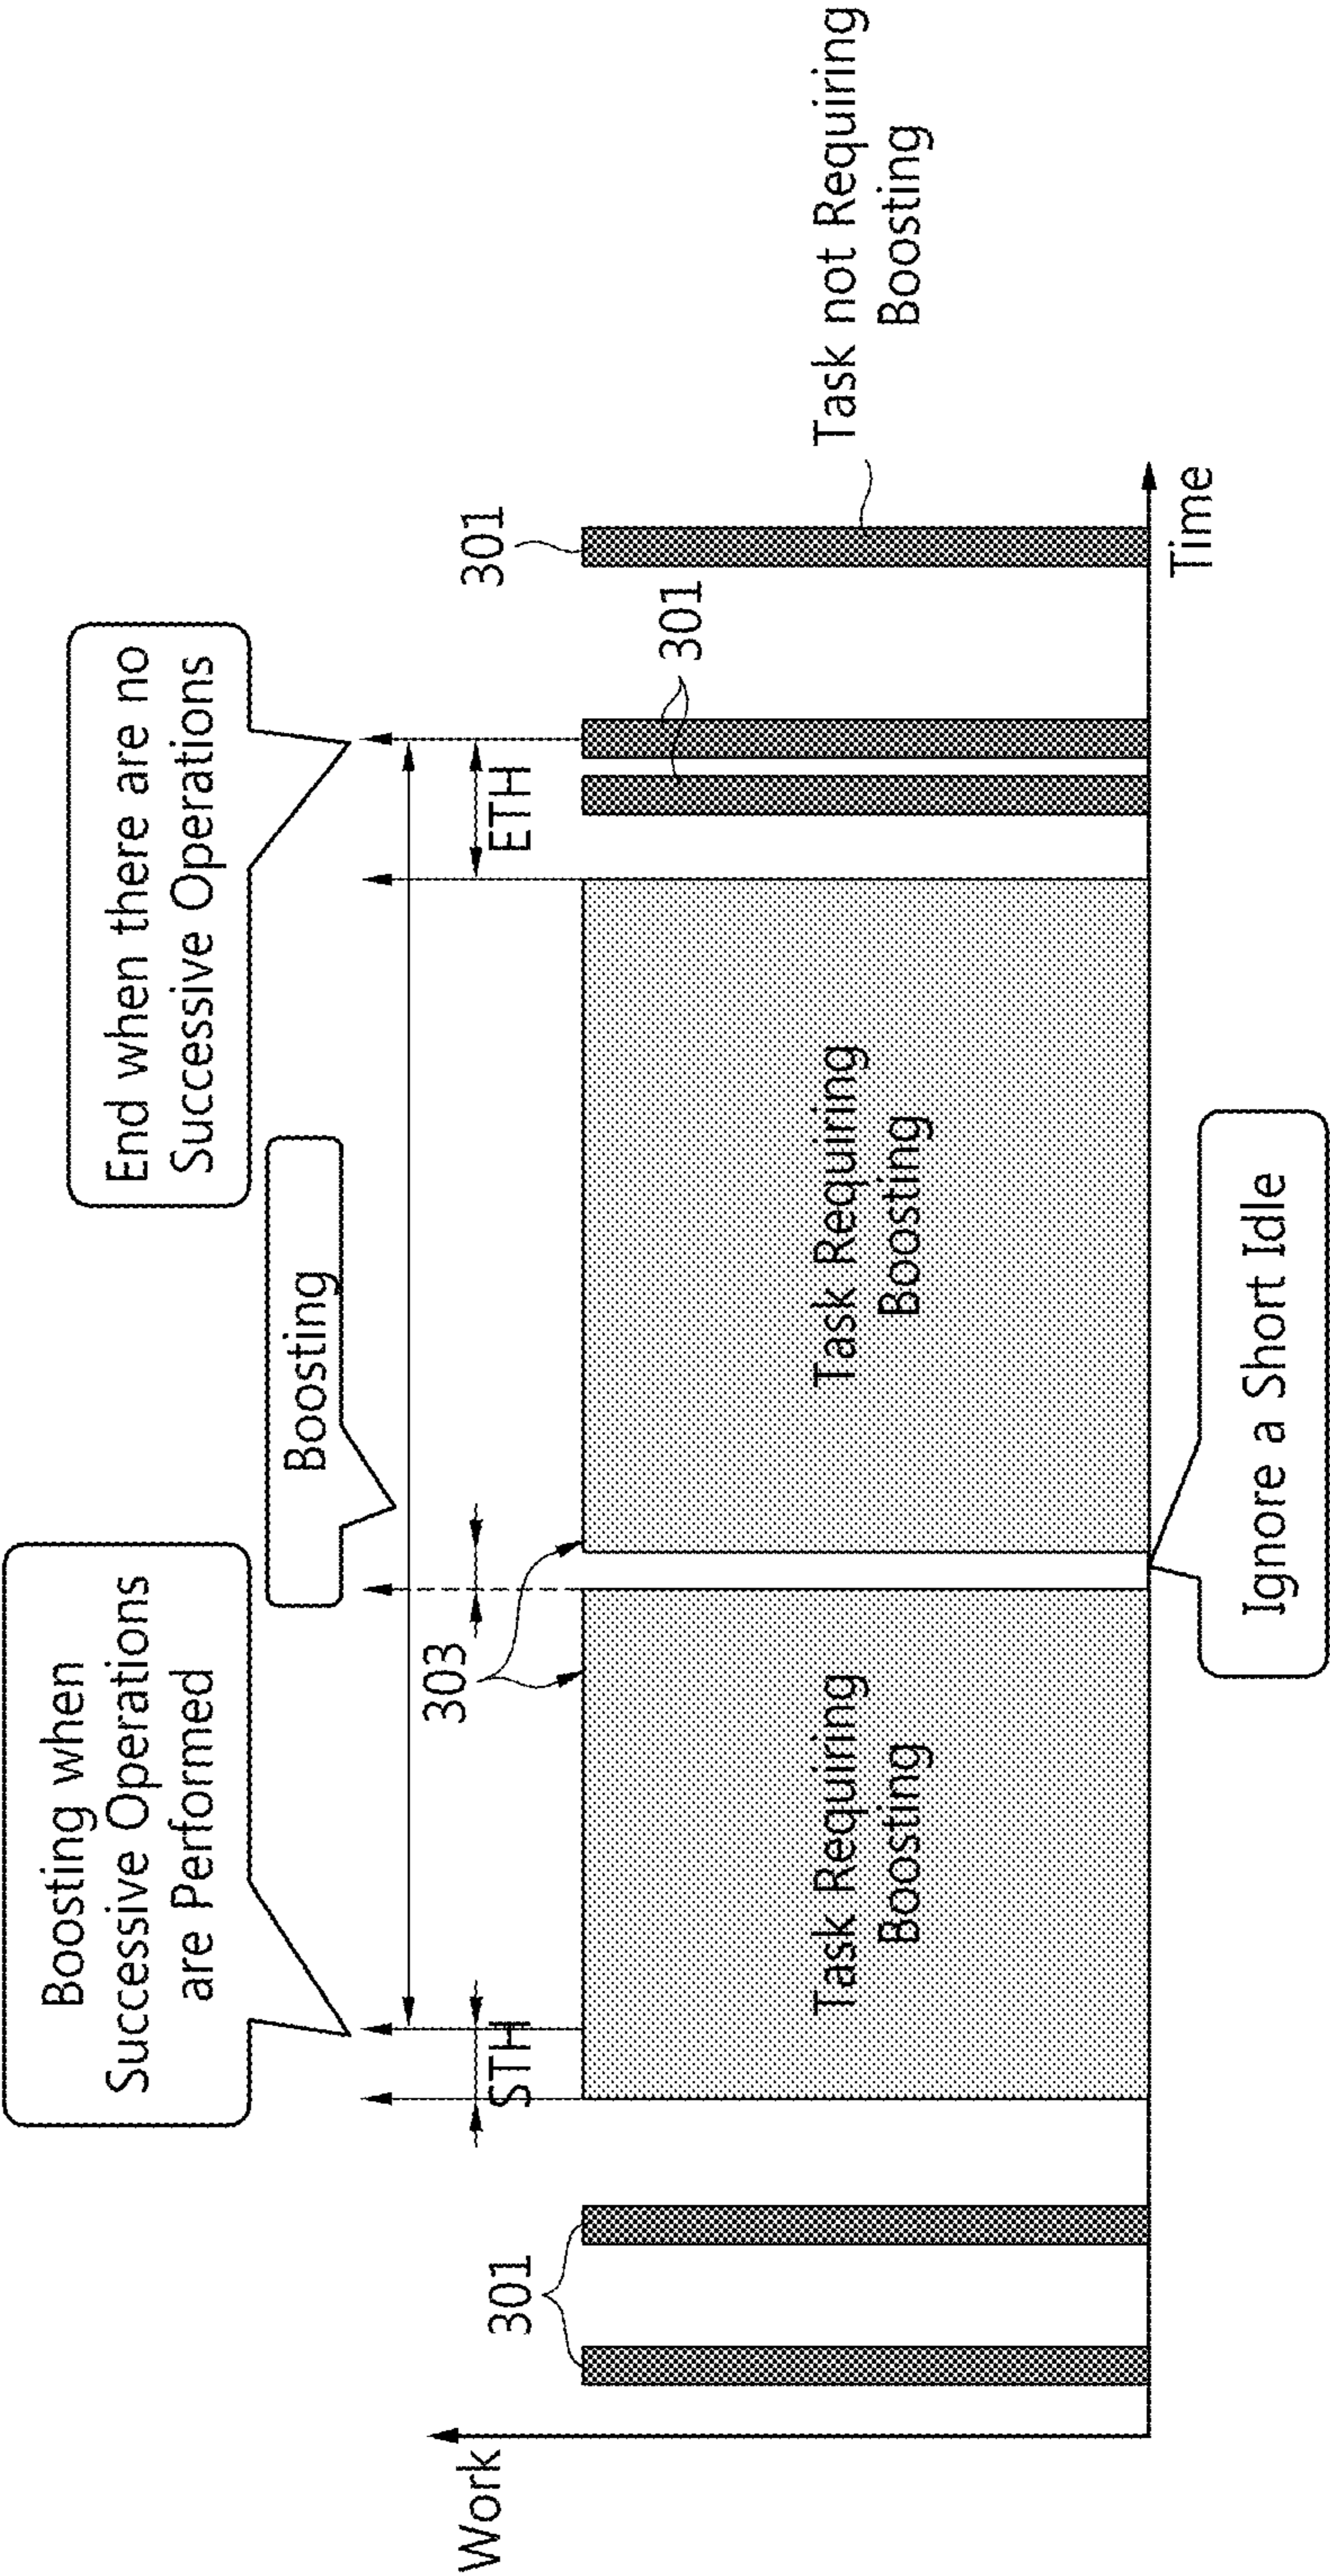 Boosting when
Successive Operations
are Performed
Boosting
End when there are no
Successive Operations
Work
301
STH
303
ETH
301
301
Task Requiring
Boosting
Task Requiring
Boosting
Task not Requiring
Boosting
Time
Ignore a Short Idle